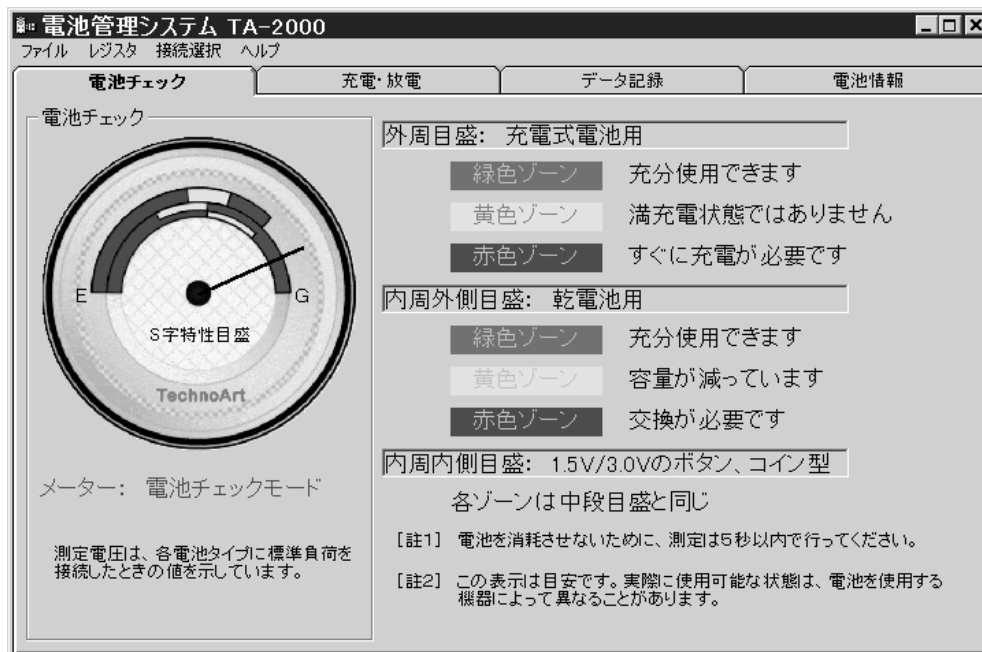 電池管理システム TA-2000
ファイル レジスタ 接続選択 ヘルプ
電池チェック 充電・放電 データ記録 電池情報
電池チェック
E G
S字特性目盛
TechnoArt
メーター： 電池チェックモード
測定電圧は、各電池タイプに標準負荷を
接続したときの値を示しています。
外周目盛： 充電式電池用
緑色ゾーン 充分使用できます
黄色ゾーン 満充電状態ではありません
赤色ゾーン すぐに充電が必要です
内周外側目盛： 乾電池用
緑色ゾーン 充分使用できます
黄色ゾーン 容量が減っています
赤色ゾーン 交換が必要です
内周内側目盛： 1.5V/3.0Vのボタン、コイン型
各ゾーンは中段目盛と同じ
［註1］ 電池を消耗させないために、測定は5秒以内で行ってください。
［註2］ この表示は目安です。実際に使用可能な状態は、電池を使用する
機器によって異なることがあります。